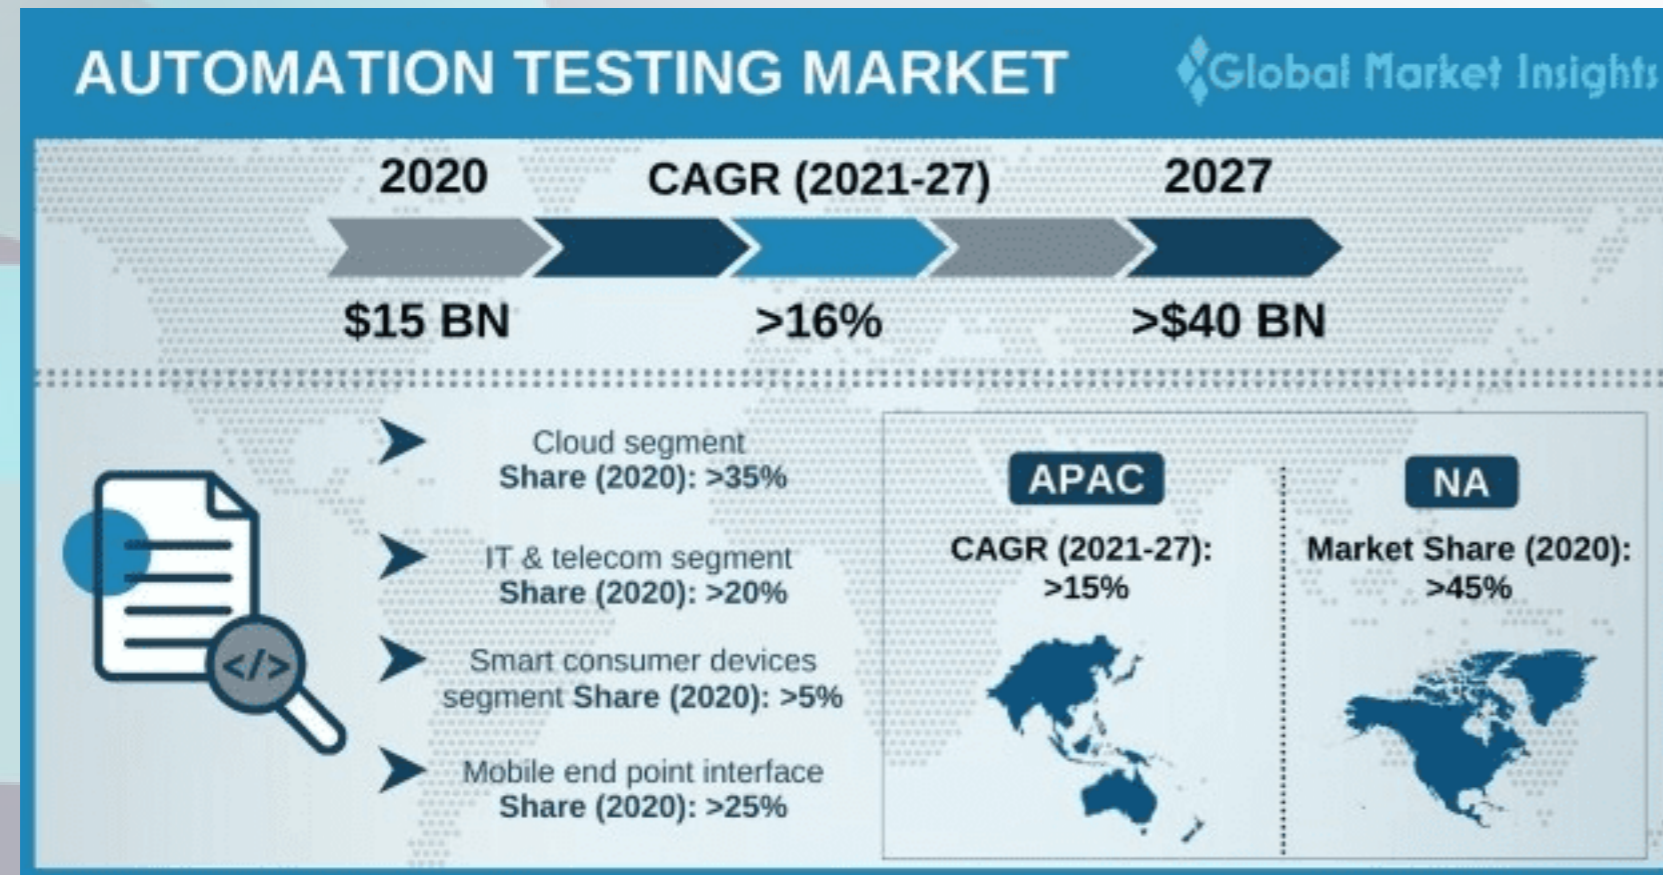 AUTOMATION TESTING MARKET
Global Market Insights
2020
CAGR (2021-27)
2027
$15 BN
>16%
>$40 BN
Cloud segment
Share (2020): >35%
IT & telecom segment
Share (2020): >20%
Smart consumer devices
segment Share (2020): >5%
Mobile end point interface
Share (2020): >25%
</>
APAC
CAGR (2021-27):
>15%
NA
Market Share (2020):
>45%